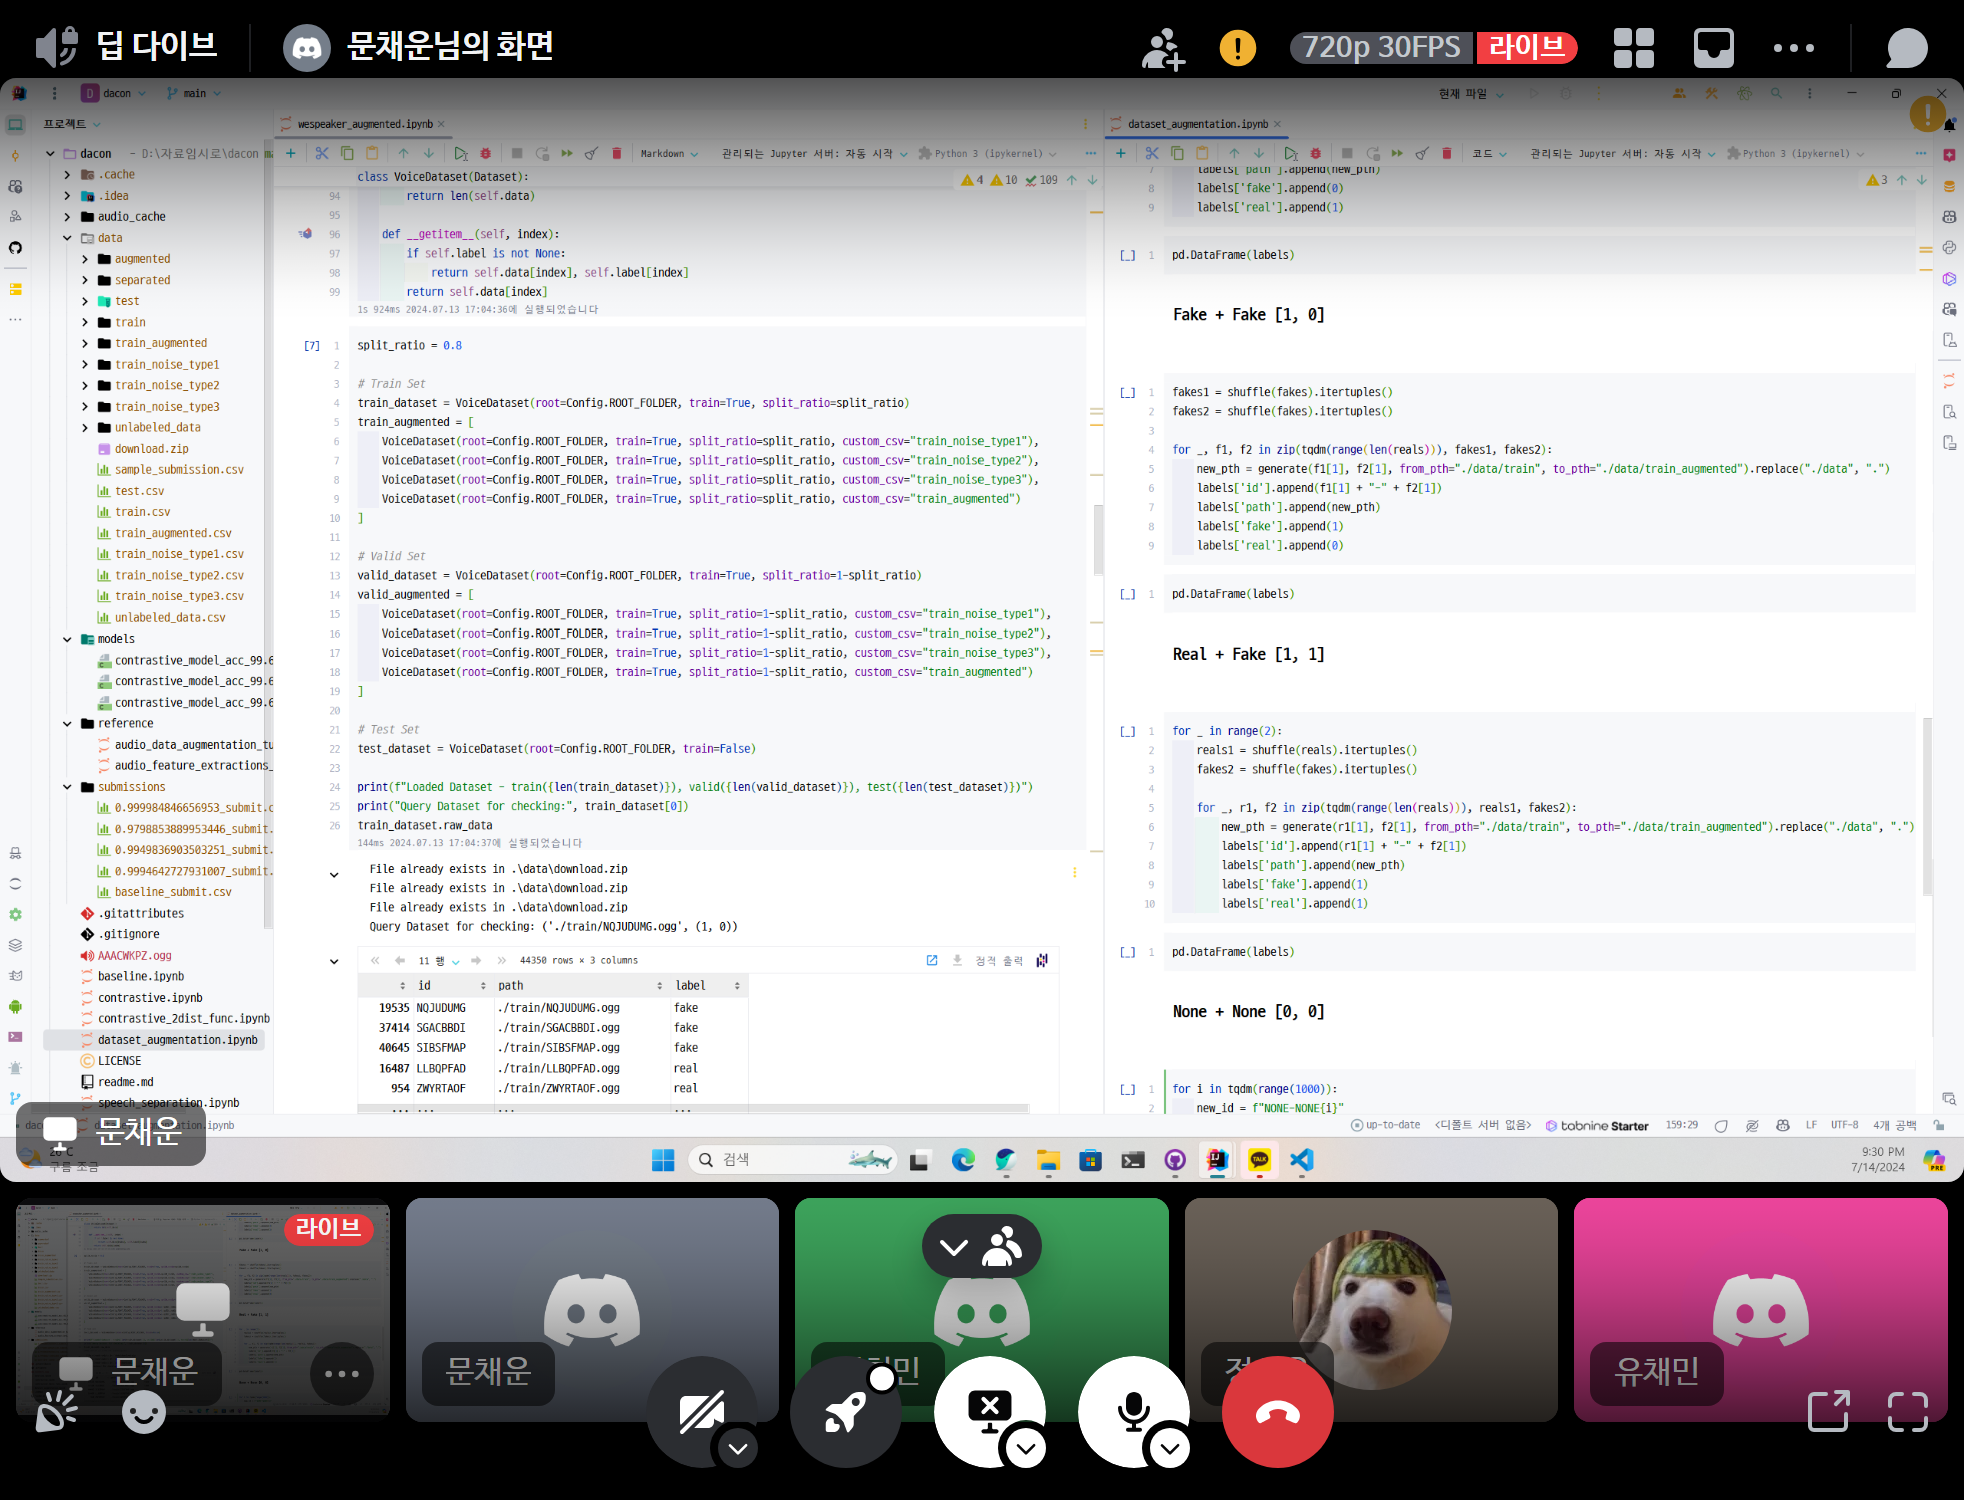 딥 다이브
문채운님의 화면
720p 30FPS
라이브
dacon
main
현재 파일
프로젝트
dacon - D:\자료임시로\dacon
.cache
.idea
audio_cache
data
augmented
separated
test
train
train_augmented
train_noise_type1
train_noise_type2
train_noise_type3
unlabeled_data
download.zip
sample_submission.csv
test.csv
train.csv
train_augmented.csv
train_noise_type1.csv
train_noise_type2.csv
train_noise_type3.csv
unlabeled_data.csv
models
contrastive_model_acc_99.6
contrastive_model_acc_99.6
contrastive_model_acc_99.6
reference
audio_data_augmentation_tu
audio_feature_extractions_
submissions
0.999984846656953_submit.c
0.9798853889953446_submit.
0.9949836903503251_submit.
0.9994642727931007_submit.
baseline_submit.csv
.gitattributes
.gitignore
AAACWKPZ.ogg
baseline.ipynb
contrastive.ipynb
contrastive_2dist_func.ipynb
dataset_augmentation.ipynb
LICENSE
readme.md
speech_separation.ipynb
wespeaker_augmented.ipynb
Markdown
관리되는 Jupyter 서버: 자동 시작
Python 3 (ipykernel)
class VoiceDataset(Dataset):
4 10 109
94 return len(self.data)
95
96 def __getitem__(self, index):
97 if self.label is not None:
98 return self.data[index], self.label[index]
99 return self.data[index]
1s 924ms 2024.07.13 17:04:36에 실행되었습니다
[7] 1 split_ratio = 0.8
2
3 # Train Set
4 train_dataset = VoiceDataset(root=Config.ROOT_FOLDER, train=True, split_ratio=split_ratio)
5 train_augmented = [
6 VoiceDataset(root=Config.ROOT_FOLDER, train=True, split_ratio=split_ratio, custom_csv="train_noise_type1"),
7 VoiceDataset(root=Config.ROOT_FOLDER, train=True, split_ratio=split_ratio, custom_csv="train_noise_type2"),
8 VoiceDataset(root=Config.ROOT_FOLDER, train=True, split_ratio=split_ratio, custom_csv="train_noise_type3"),
9 VoiceDataset(root=Config.ROOT_FOLDER, train=True, split_ratio=split_ratio, custom_csv="train_augmented")
10 ]
11
12 # Valid Set
13 valid_dataset = VoiceDataset(root=Config.ROOT_FOLDER, train=True, split_ratio=1-split_ratio)
14 valid_augmented = [
15 VoiceDataset(root=Config.ROOT_FOLDER, train=True, split_ratio=1-split_ratio, custom_csv="train_noise_type1"),
16 VoiceDataset(root=Config.ROOT_FOLDER, train=True, split_ratio=1-split_ratio, custom_csv="train_noise_type2"),
17 VoiceDataset(root=Config.ROOT_FOLDER, train=True, split_ratio=1-split_ratio, custom_csv="train_noise_type3"),
18 VoiceDataset(root=Config.ROOT_FOLDER, train=True, split_ratio=1-split_ratio, custom_csv="train_augmented")
19 ]
20
21 # Test Set
22 test_dataset = VoiceDataset(root=Config.ROOT_FOLDER, train=False)
23
24 print(f"Loaded Dataset - train({len(train_dataset)}), valid({len(valid_dataset)}), test({len(test_dataset)})")
25 print("Query Dataset for checking:", train_dataset[0])
26 train_dataset.raw_data
144ms 2024.07.13 17:04:37에 실행되었습니다
File already exists in .\data\download.zip
File already exists in .\data\download.zip
File already exists in .\data\download.zip
Query Dataset for checking: ('./train/NQJUDUMG.ogg', (1, 0))
11 행 44350 rows × 3 columns 정적 출력
id path label
19535 NQJUDUMG ./train/NQJUDUMG.ogg fake
37414 SGACBBDI ./train/SGACBBDI.ogg fake
40645 SIBSFMAP ./train/SIBSFMAP.ogg fake
16487 LLBQPFAD ./train/LLBQPFAD.ogg real
954 ZWYRTAOF ./train/ZWYRTAOF.ogg real
... ... ... ...
dataset_augmentation.ipynb
코드
관리되는 Jupyter 서버: 자동 시작
Python 3 (ipykernel)
3
7 labels['path'].append(new_pth)
8 labels['fake'].append(0)
9 labels['real'].append(1)
[_] 1 pd.DataFrame(labels)
Fake + Fake [1, 0]
[_] 1 fakes1 = shuffle(fakes).itertuples()
2 fakes2 = shuffle(fakes).itertuples()
3
4 for _, f1, f2 in zip(tqdm(range(len(reals))), fakes1, fakes2):
5 new_pth = generate(f1[1], f2[1], from_pth="./data/train", to_pth="./data/train_augmented").replace("./data", ".")
6 labels['id'].append(f1[1] + "-" + f2[1])
7 labels['path'].append(new_pth)
8 labels['fake'].append(1)
9 labels['real'].append(0)
[_] 1 pd.DataFrame(labels)
Real + Fake [1, 1]
[_] 1 for _ in range(2):
2 reals1 = shuffle(reals).itertuples()
3 fakes2 = shuffle(fakes).itertuples()
4
5 for _, r1, f2 in zip(tqdm(range(len(reals))), reals1, fakes2):
6 new_pth = generate(r1[1], f2[1], from_pth="./data/train", to_pth="./data/train_augmented").replace("./data", ".")
7 labels['id'].append(r1[1] + "-" + f2[1])
8 labels['path'].append(new_pth)
9 labels['fake'].append(1)
10 labels['real'].append(1)
[_] 1 pd.DataFrame(labels)
None + None [0, 0]
[_] 1 for i in tqdm(range(1000)):
2 new_id = f"NONE-NONE{i}"
문채운
up-to-date <디폴트 서버 없음> tabnine Starter 159:29 LF UTF-8 4개 공백
구름 조금
검색
TALK
PRE
9:30 PM
7/14/2024
라이브
문채운
문채운
민
유채민